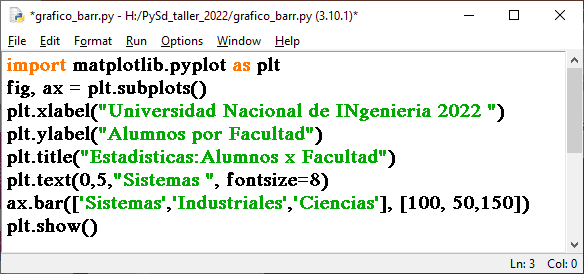 *grafico_barr.py - H:/PySd_taller_2022/grafico_barr.py (3.10.1)*
File Edit Format Run Options Window Help
import matplotlib.pyplot as plt
fig, ax = plt.subplots()
plt.xlabel("Universidad Nacional de INgenieria 2022 ")
plt.ylabel("Alumnos por Facultad")
plt.title("Estadisticas:Alumnos x Facultad")
plt.text(0,5,"Sistemas ", fontsize=8)
ax.bar(['Sistemas','Industriales','Ciencias'], [100, 50,150])
plt.show()
Ln: 3 Col: 0